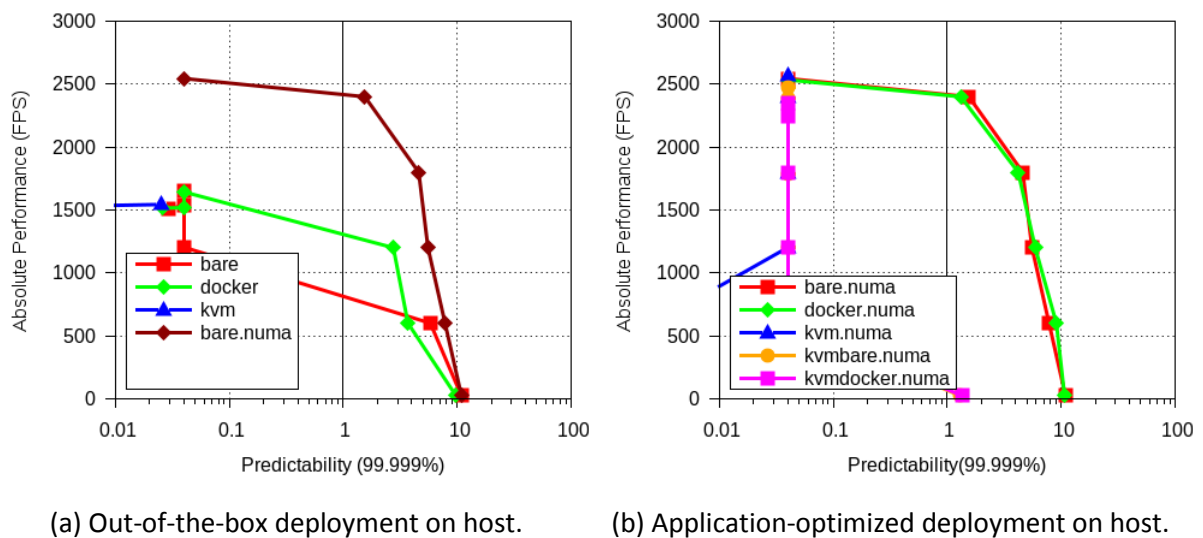 3000
2500
2000
1500
1000
500
0
Absolute Performance (FPS)
bare
docker
kvm
bare.numa
0.01 0.1 1 10 100
Predictability (99.999%)
(a) Out-of-the-box deployment on host.
3000
2500
2000
1500
1000
500
0
Absolute Performance (FPS)
bare.numa
docker.numa
kvm.numa
kvmbare.numa
kvmdocker.numa
0.01 0.1 1 10 100
Predictability(99.999%)
(b) Application-optimized deployment on host.